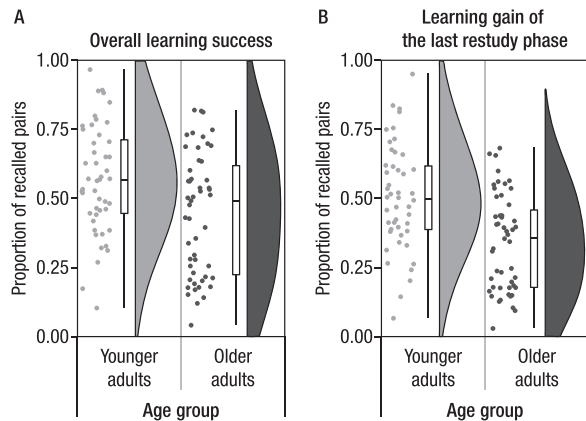 A
Overall learning success
Proportion of recalled pairs
1.00
0.75
0.50
0.25
0.00
Younger
adults
Older
adults
Age group
B
Learning gain of
the last restudy phase
Proportion of recalled pairs
1.00
0.75
0.50
0.25
0.00
Younger
adults
Older
adults
Age group